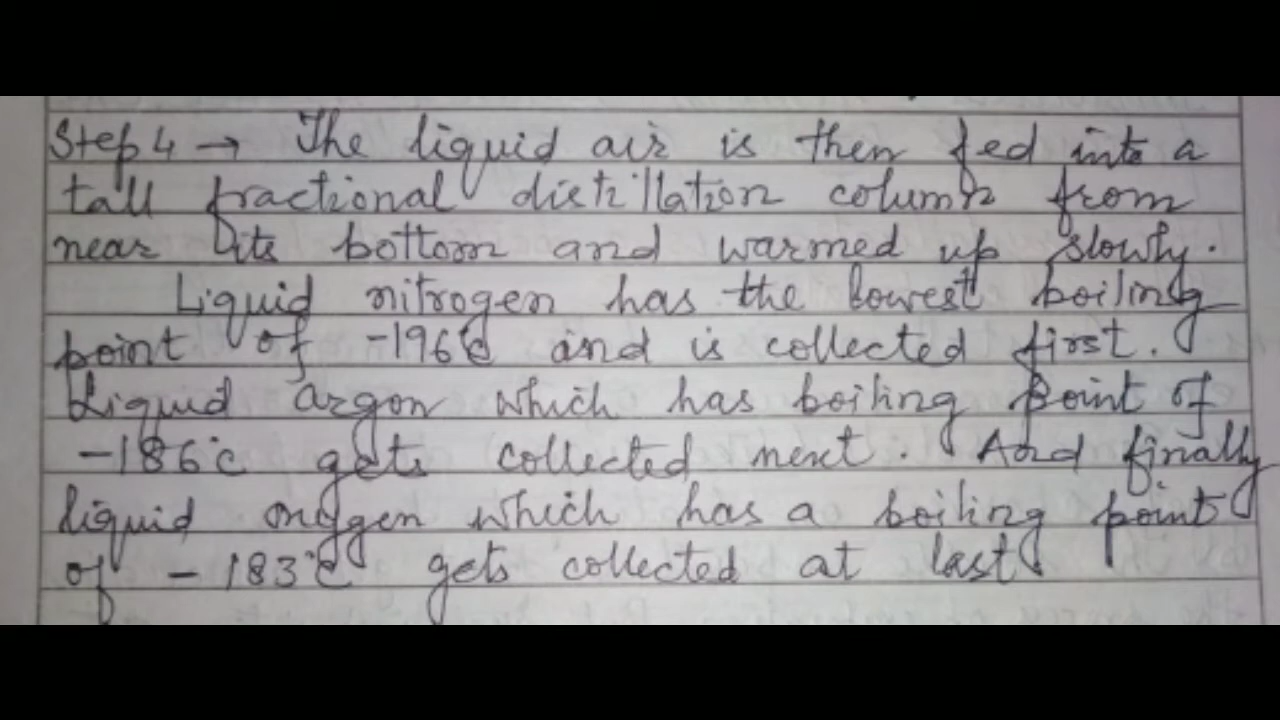 Step 4 → The liquid air is then fed into a
tall fractional distillation column from
near its bottom and warmed up slowly.
Liquid nitrogen has the lowest boiling
point of -196°C and is collected first.
Liquid argon which has boiling point of
-186°C gets collected next. And finally
liquid oxygen which has a boiling point
of -183°C gets collected at last